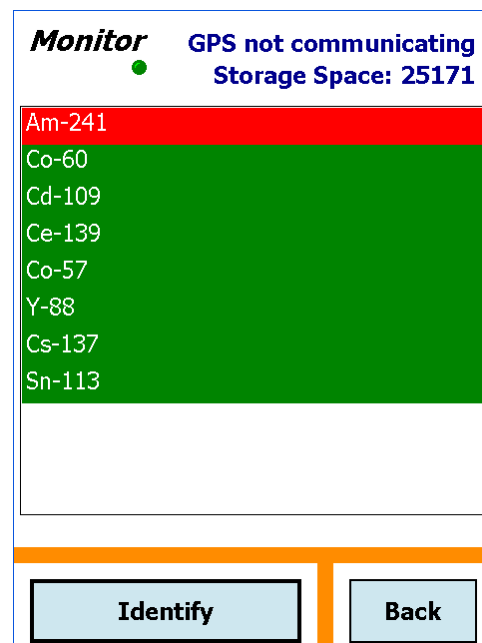 Monitor
GPS not communicating
Storage Space: 25171
Am-241
Co-60
Cd-109
Ce-139
Co-57
Y-88
Cs-137
Sn-113
Identify
Back